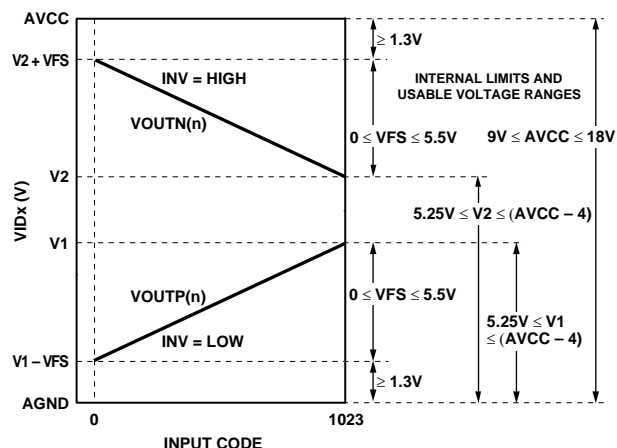 AVCC
≥ 1.3V
V2 + VFS
INV = HIGH
INTERNAL LIMITS AND
USABLE VOLTAGE RANGES
VOUTN(n)
0 ≤ VFS ≤ 5.5V
9V ≤ AVCC ≤ 18V
V2
5.25V ≤ V2 ≤ (AVCC – 4)
VIDx (V)
V1
VOUTP(n)
0 ≤ VFS ≤ 5.5V
5.25V ≤ V1
≤ (AVCC – 4)
INV = LOW
V1 – VFS
≥ 1.3V
AGND
0
1023
INPUT CODE